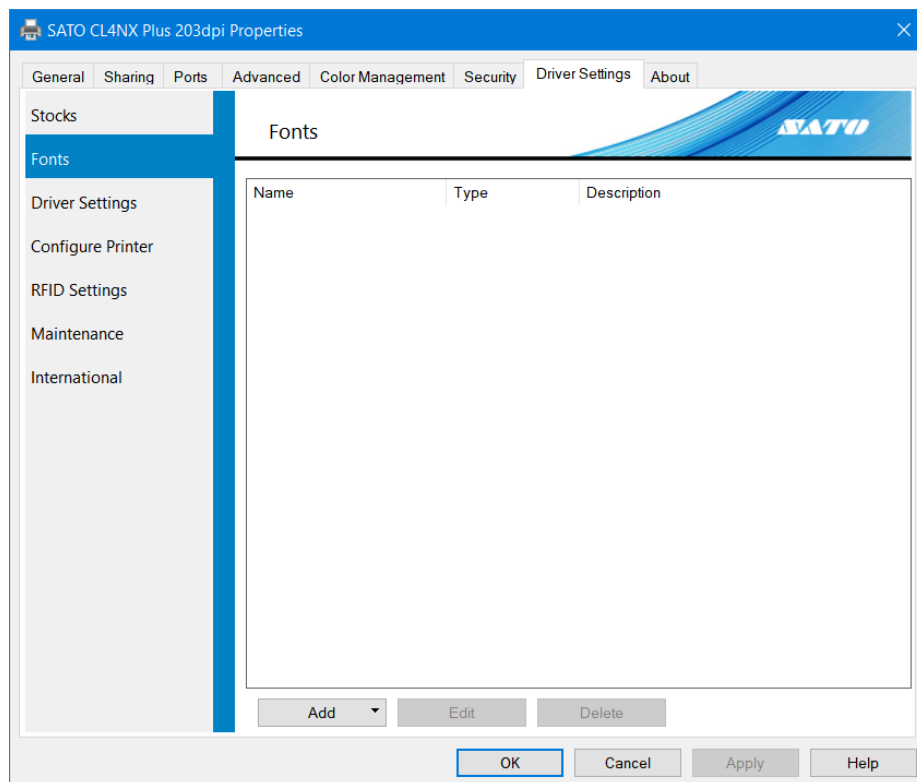 SATO CL4NX Plus 203dpi Properties
General Sharing Ports Advanced Color Management Security Driver Settings About
Stocks
Fonts
Driver Settings
Configure Printer
RFID Settings
Maintenance
International
Fonts
SATO
Name Type Description
Add Edit Delete
OK Cancel Apply Help